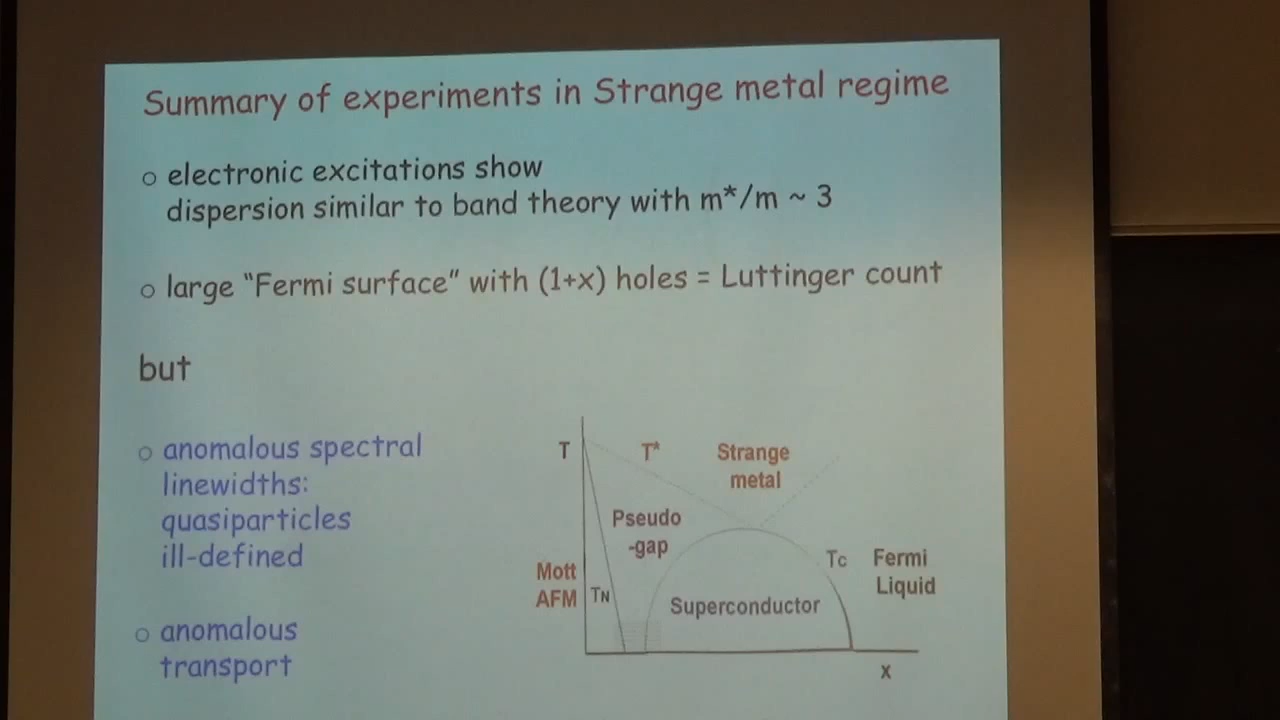 Summary of experiments in Strange metal regime
o electronic excitations show
dispersion similar to band theory with m*/m ~ 3
o large "Fermi surface" with (1+x) holes = Luttinger count
but
o anomalous spectral
linewidths:
quasiparticles
ill-defined
o anomalous
transport
T
T*
Strange
metal
Pseudo
-gap
Mott
AFM
TN
Superconductor
Tc
Fermi
Liquid
x